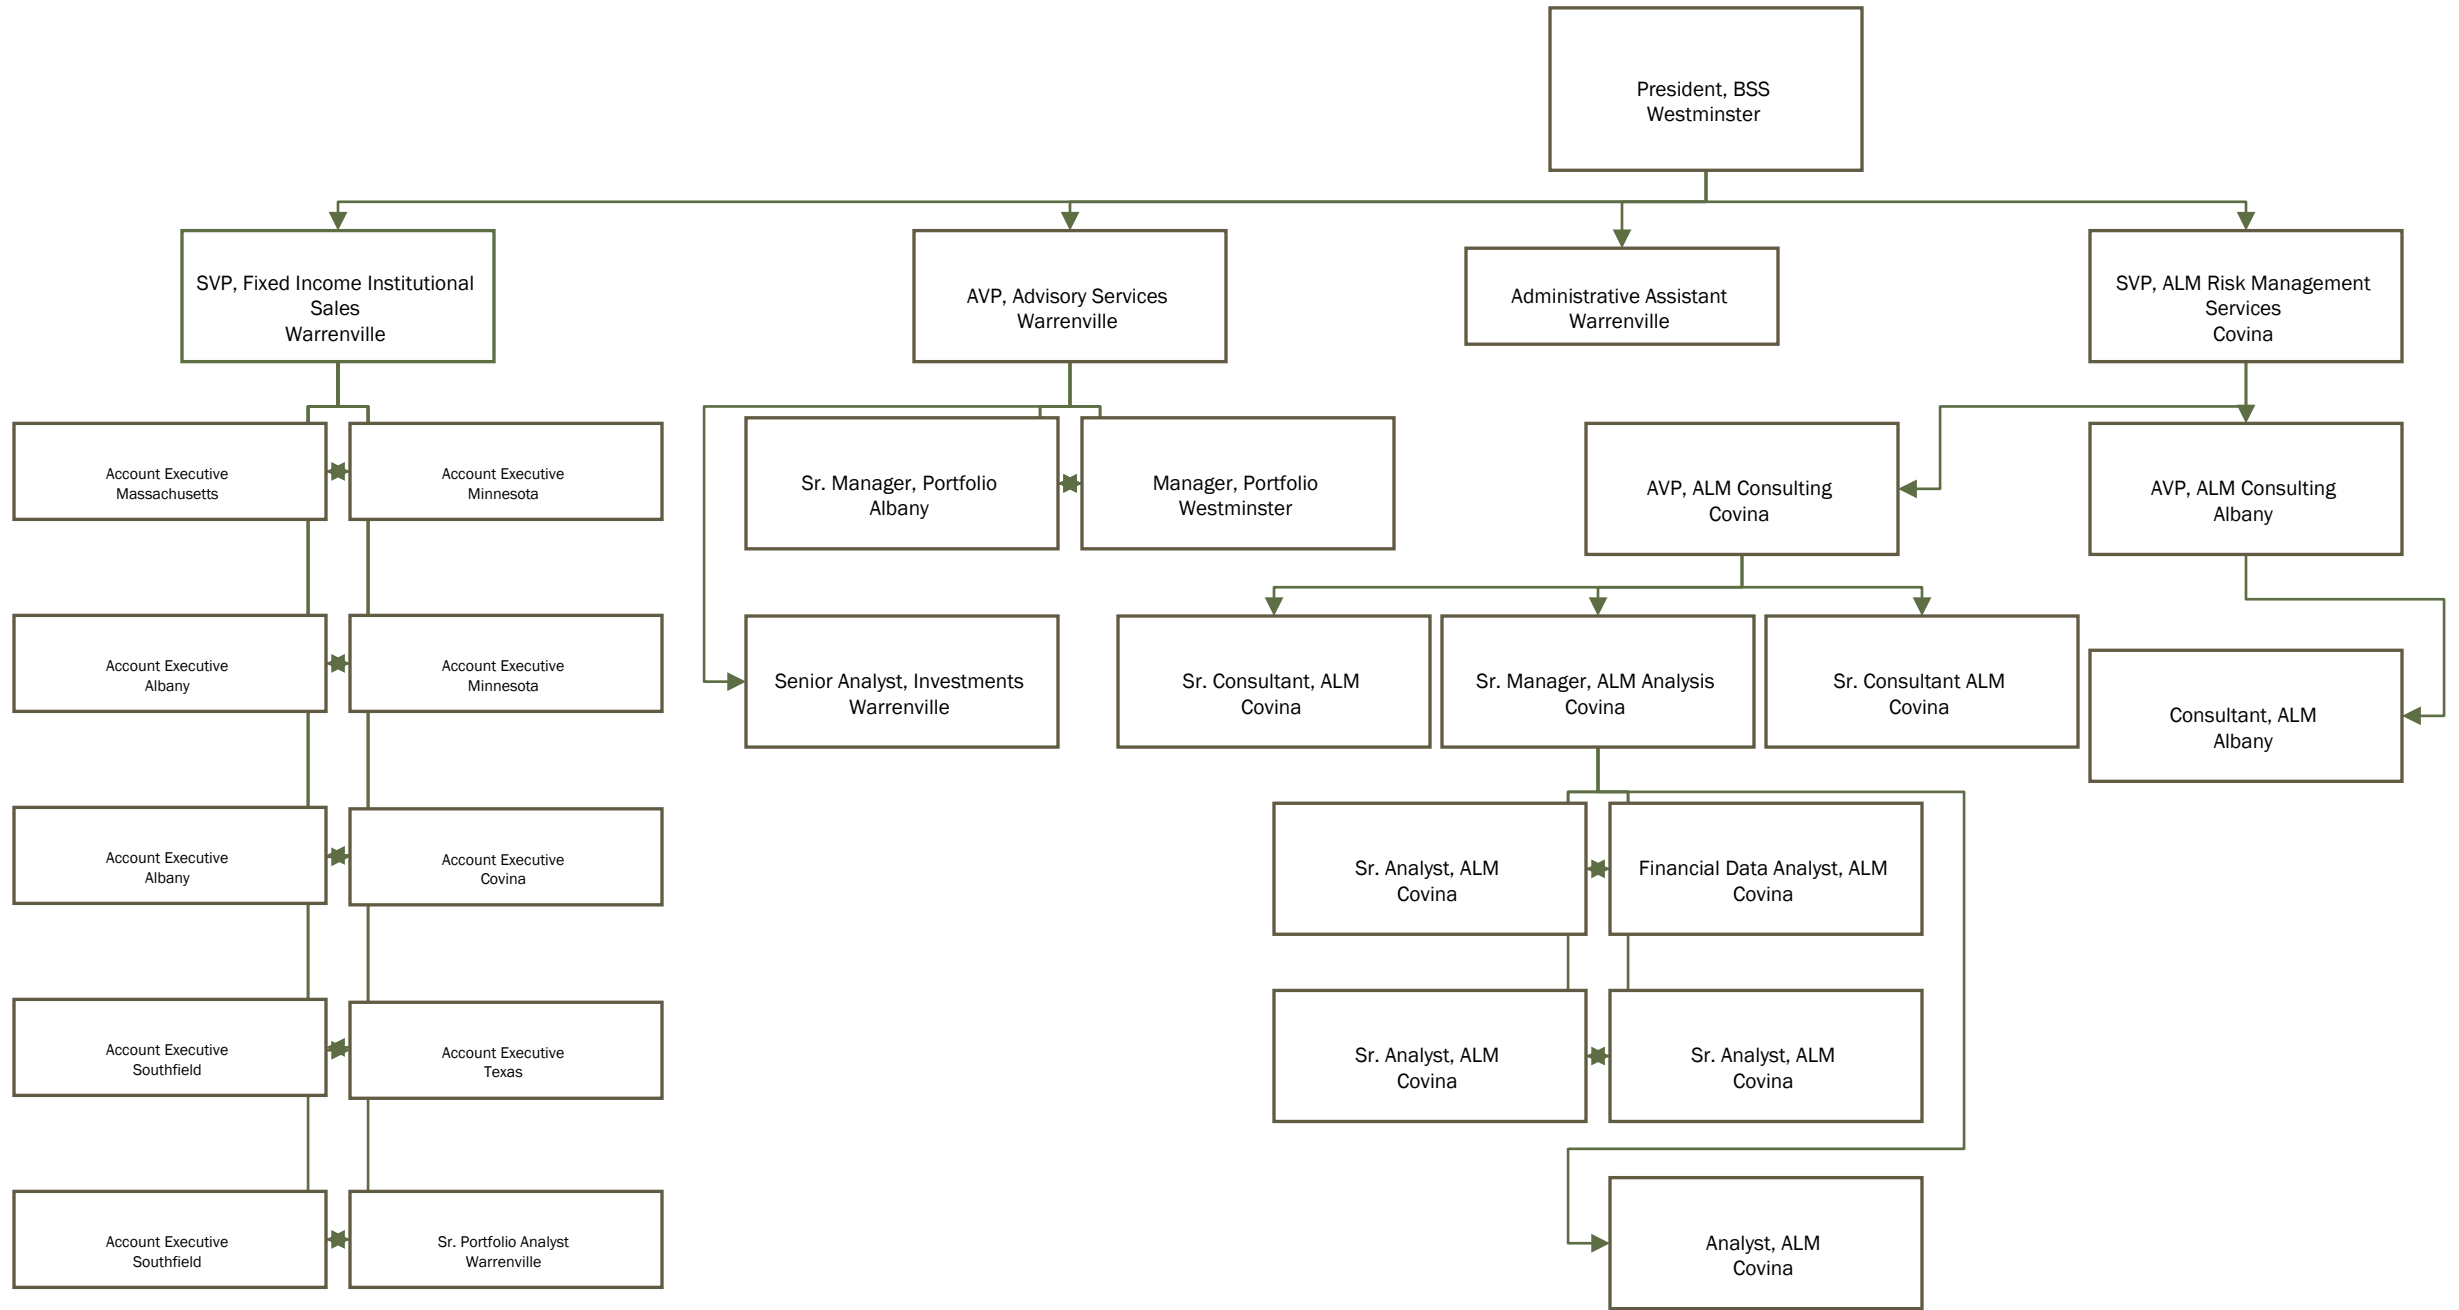 President, BSS
Westminster
SVP, Fixed Income Institutional
Sales
Warrenville
AVP, Advisory Services
Warrenville
Administrative Assistant
Warrenville
SVP, ALM Risk Management
Services
Covina
Account Executive
Massachusetts
Account Executive
Minnesota
Sr. Manager, Portfolio
Albany
Manager, Portfolio
Westminster
AVP, ALM Consulting
Covina
AVP, ALM Consulting
Albany
Account Executive
Albany
Account Executive
Minnesota
Senior Analyst, Investments
Warrenville
Sr. Consultant, ALM
Covina
Sr. Manager, ALM Analysis
Covina
Sr. Consultant ALM
Covina
Consultant, ALM
Albany
Account Executive
Albany
Account Executive
Covina
Sr. Analyst, ALM
Covina
Financial Data Analyst, ALM
Covina
Account Executive
Southfield
Account Executive
Texas
Sr. Analyst, ALM
Covina
Sr. Analyst, ALM
Covina
Account Executive
Southfield
Sr. Portfolio Analyst
Warrenville
Analyst, ALM
Covina